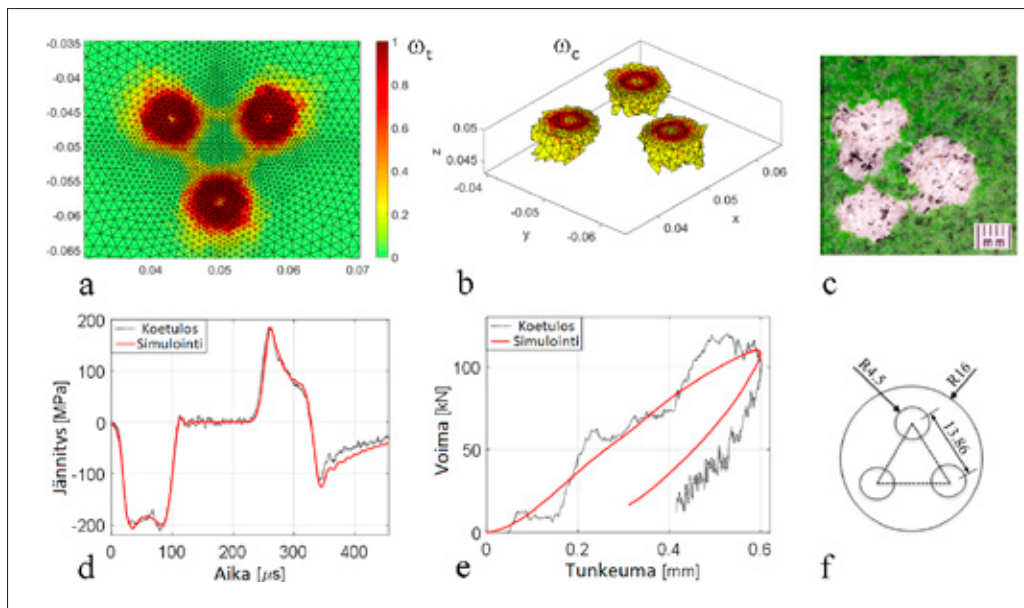 -0.035
-0.04
-0.045
-0.05
-0.055
-0.06
-0.065
0.04
0.05
0.06
0.07
1
0.8
0.6
0.4
0.2
0
ωt
a
ωc
0.05
0.045
z
-0.04
-0.05
-0.06
y
0.04
0.05
0.06
x
b
mm
c
Koetulos
Simulointi
200
100
0
-100
-200
Jännitys [MPa]
0
100
200
300
400
Aika [μs]
d
Koetulos
Simulointi
100
50
0
Voima [kN]
0
0.2
0.4
0.6
Tunkeuma [mm]
e
R4.5
R16
13.86
f